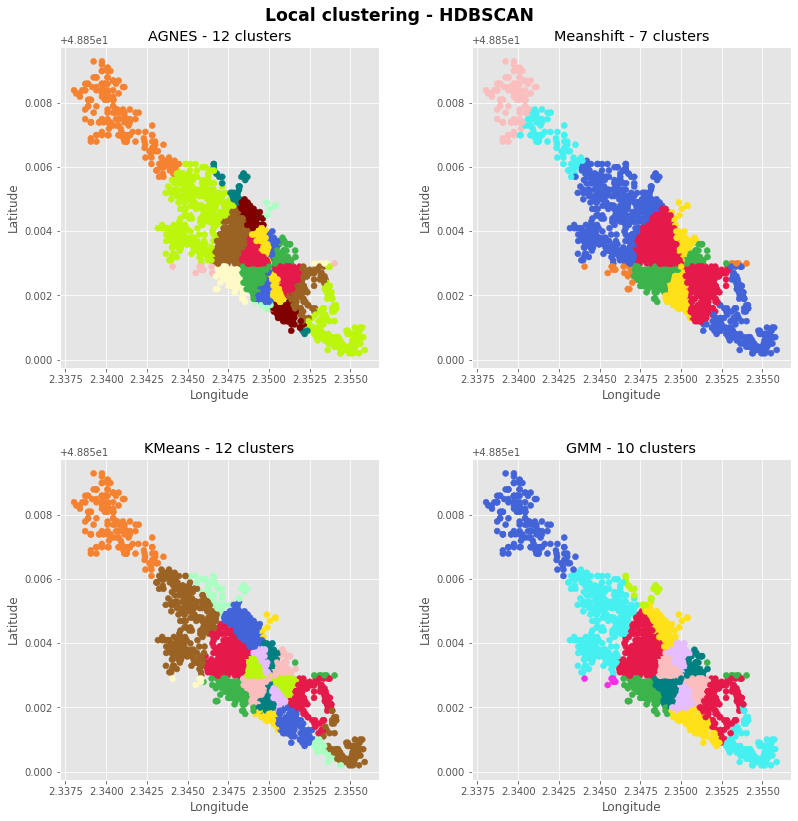 Local clustering - HDBSCAN
AGNES - 12 clusters
Meanshift - 7 clusters
+4.885e1
+4.885e1
0.008
0.006
0.004
0.002
0.000
Latitude
2.3375 2.3400 2.3425 2.3450 2.3475 2.3500 2.3525 2.3550
Longitude
0.008
0.006
0.004
0.002
0.000
Latitude
2.3375 2.3400 2.3425 2.3450 2.3475 2.3500 2.3525 2.3550
Longitude
KMeans - 12 clusters
GMM - 10 clusters
+4.885e1
+4.885e1
0.008
0.006
0.004
0.002
0.000
Latitude
2.3375 2.3400 2.3425 2.3450 2.3475 2.3500 2.3525 2.3550
Longitude
0.008
0.006
0.004
0.002
0.000
Latitude
2.3375 2.3400 2.3425 2.3450 2.3475 2.3500 2.3525 2.3550
Longitude